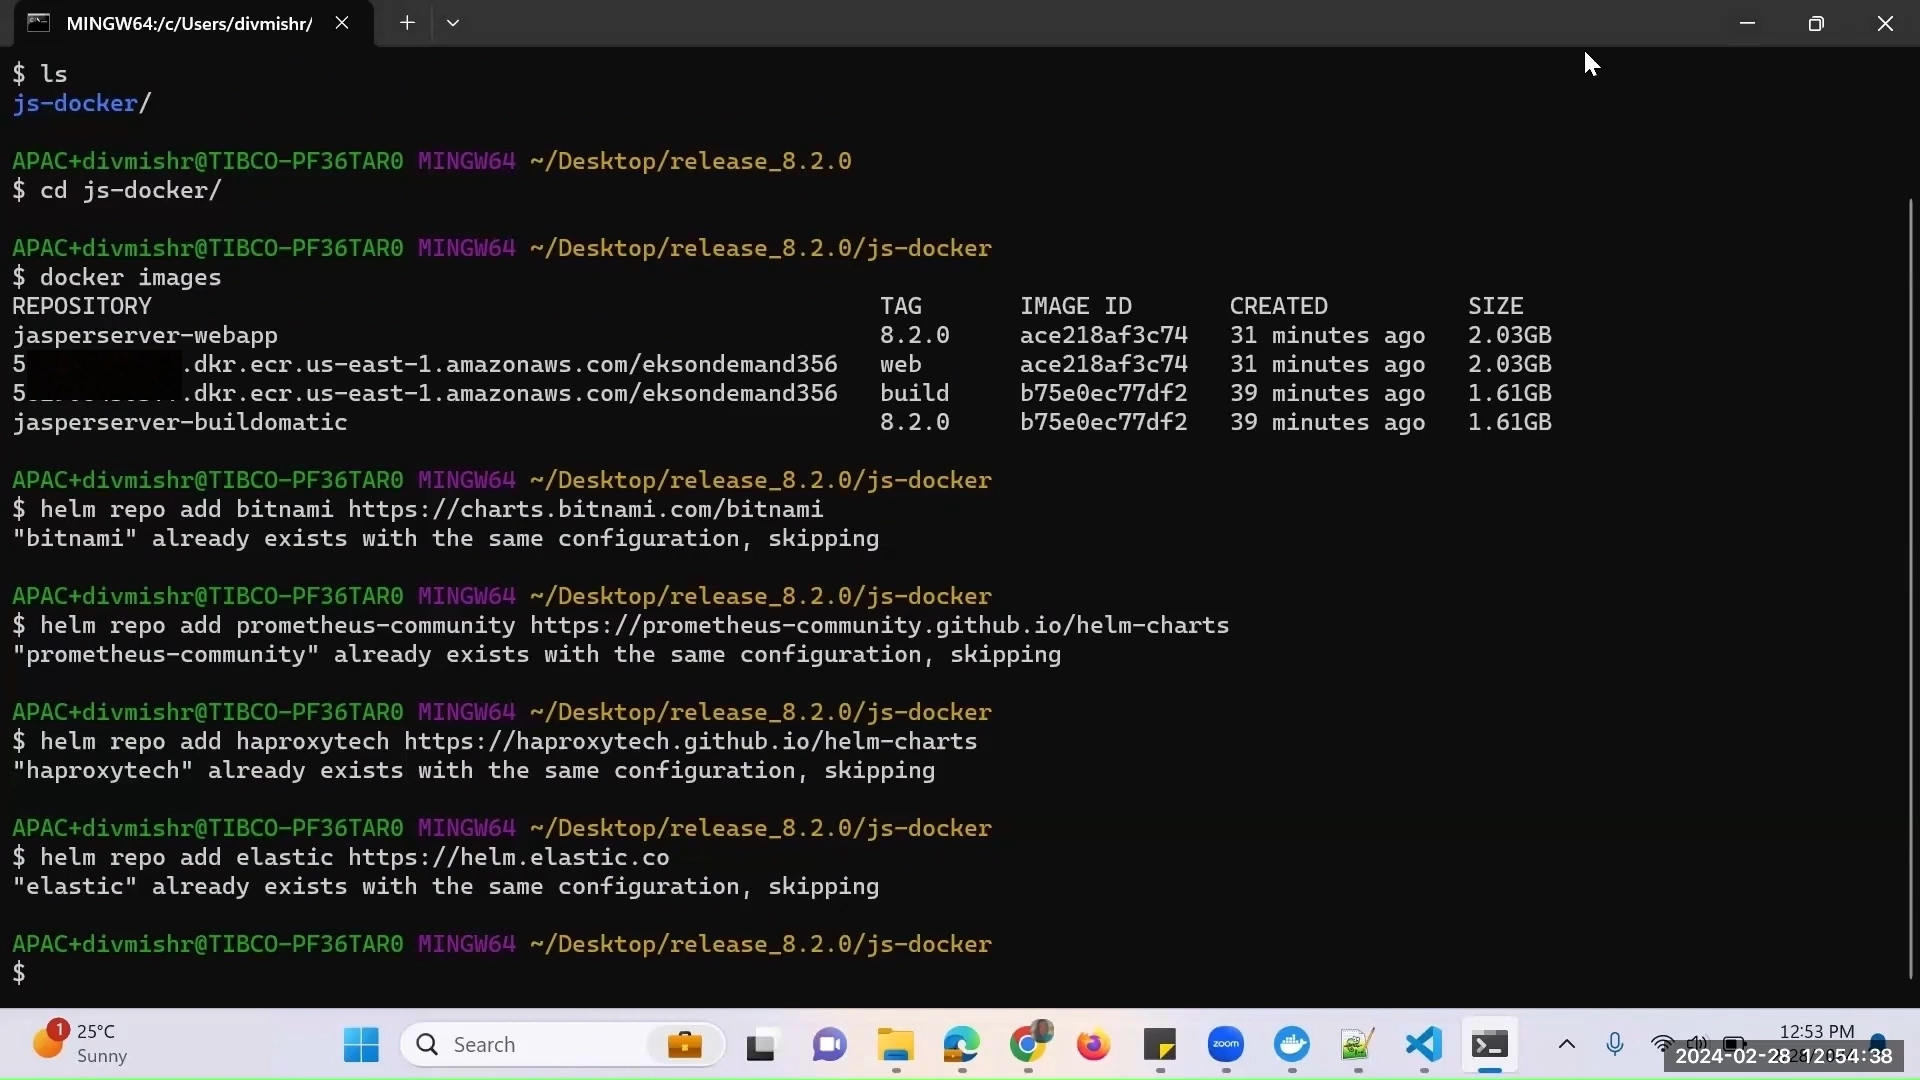 MINGW64:/c/Users/divmishr/
$ ls
js-docker/
APAC+divmishr@TIBCO-PF36TAR0 MINGW64 ~/Desktop/release_8.2.0
$ cd js-docker/
APAC+divmishr@TIBCO-PF36TAR0 MINGW64 ~/Desktop/release_8.2.0/js-docker
$ docker images
REPOSITORY TAG IMAGE ID CREATED SIZE
jasperserver-webapp 8.2.0 ace218af3c74 31 minutes ago 2.03GB
5 .dkr.ecr.us-east-1.amazonaws.com/eksondemand356 web ace218af3c74 31 minutes ago 2.03GB
5 .dkr.ecr.us-east-1.amazonaws.com/eksondemand356 build b75e0ec77df2 39 minutes ago 1.61GB
jasperserver-buildomatic 8.2.0 b75e0ec77df2 39 minutes ago 1.61GB
APAC+divmishr@TIBCO-PF36TAR0 MINGW64 ~/Desktop/release_8.2.0/js-docker
$ helm repo add bitnami https://charts.bitnami.com/bitnami
"bitnami" already exists with the same configuration, skipping
APAC+divmishr@TIBCO-PF36TAR0 MINGW64 ~/Desktop/release_8.2.0/js-docker
$ helm repo add prometheus-community https://prometheus-community.github.io/helm-charts
"prometheus-community" already exists with the same configuration, skipping
APAC+divmishr@TIBCO-PF36TAR0 MINGW64 ~/Desktop/release_8.2.0/js-docker
$ helm repo add haproxytech https://haproxytech.github.io/helm-charts
"haproxytech" already exists with the same configuration, skipping
APAC+divmishr@TIBCO-PF36TAR0 MINGW64 ~/Desktop/release_8.2.0/js-docker
$ helm repo add elastic https://helm.elastic.co
"elastic" already exists with the same configuration, skipping
APAC+divmishr@TIBCO-PF36TAR0 MINGW64 ~/Desktop/release_8.2.0/js-docker
$
1 25°C
Sunny
Search
zoom
12:53 PM
2024-02-28 12:54:38